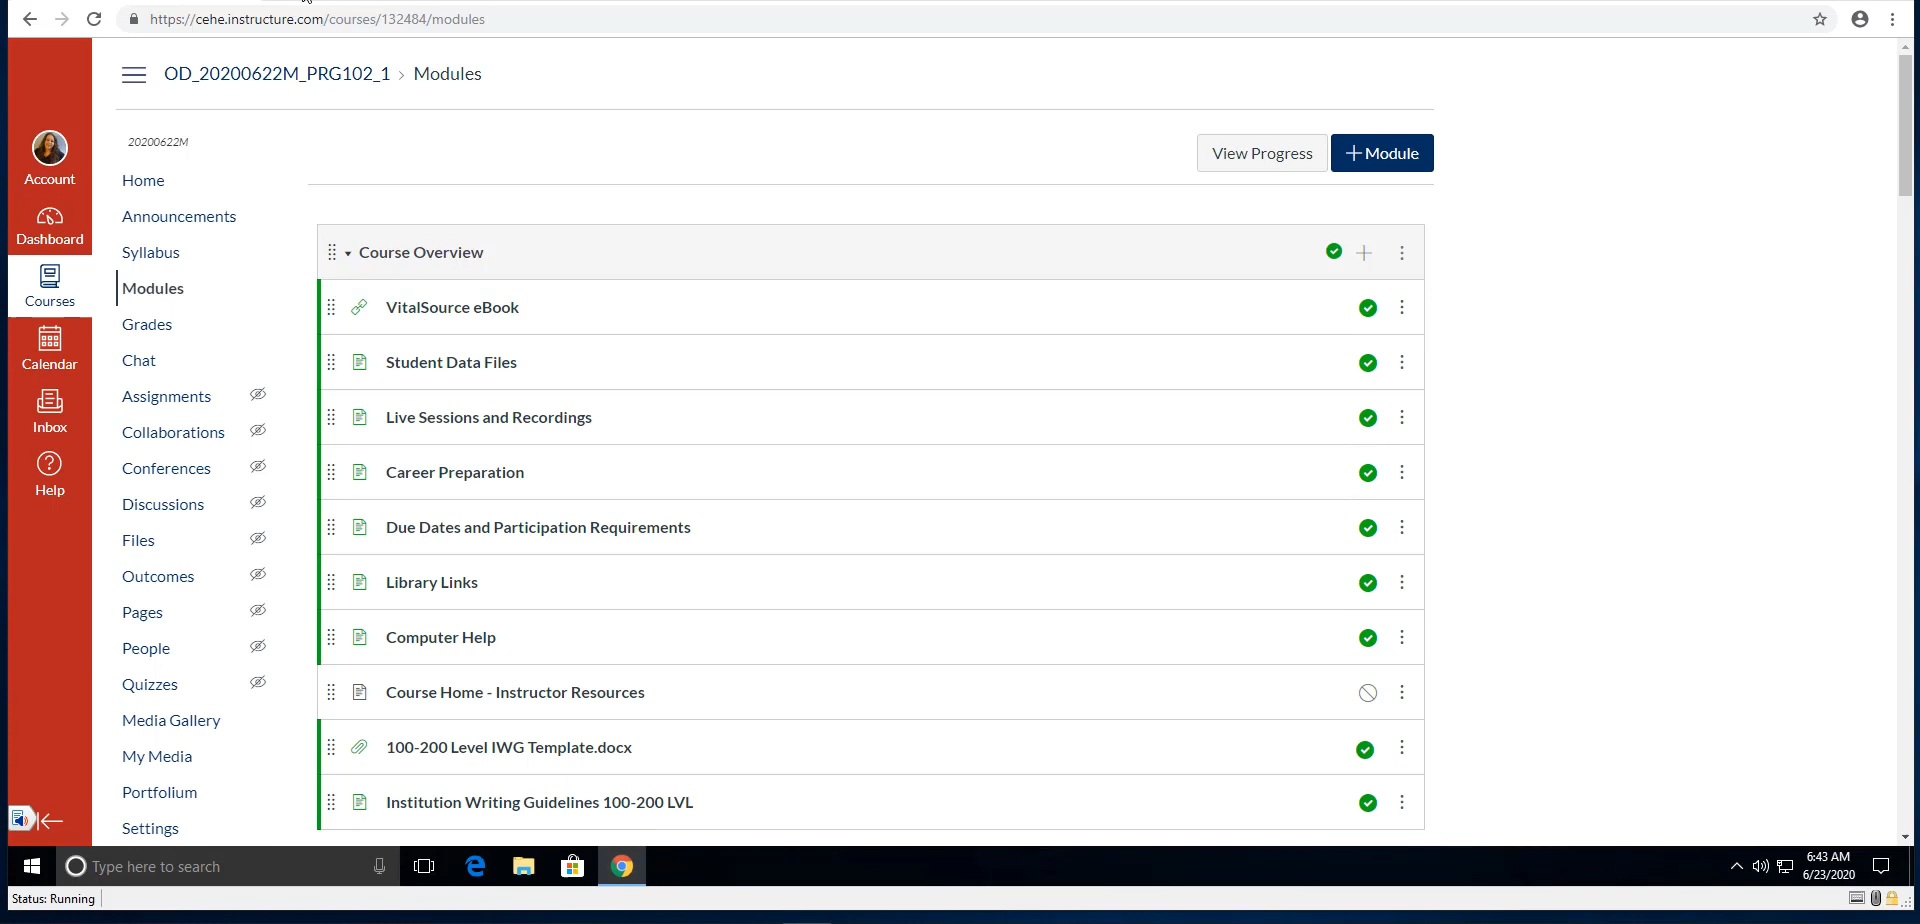 https://cehe.instructure.com/courses/132484/modules
OD_20200622M_PRG102_1 › Modules
20200622M
View Progress
+ Module
Account
Dashboard
Courses
Calendar
Inbox
Help
Home
Announcements
Syllabus
Modules
Grades
Chat
Assignments
Collaborations
Conferences
Discussions
Files
Outcomes
Pages
People
Quizzes
Media Gallery
My Media
Portfolium
Settings
Course Overview
VitalSource eBook
Student Data Files
Live Sessions and Recordings
Career Preparation
Due Dates and Participation Requirements
Library Links
Computer Help
Course Home - Instructor Resources
100-200 Level IWG Template.docx
Institution Writing Guidelines 100-200 LVL
Type here to search
6:43 AM
6/23/2020
Status: Running